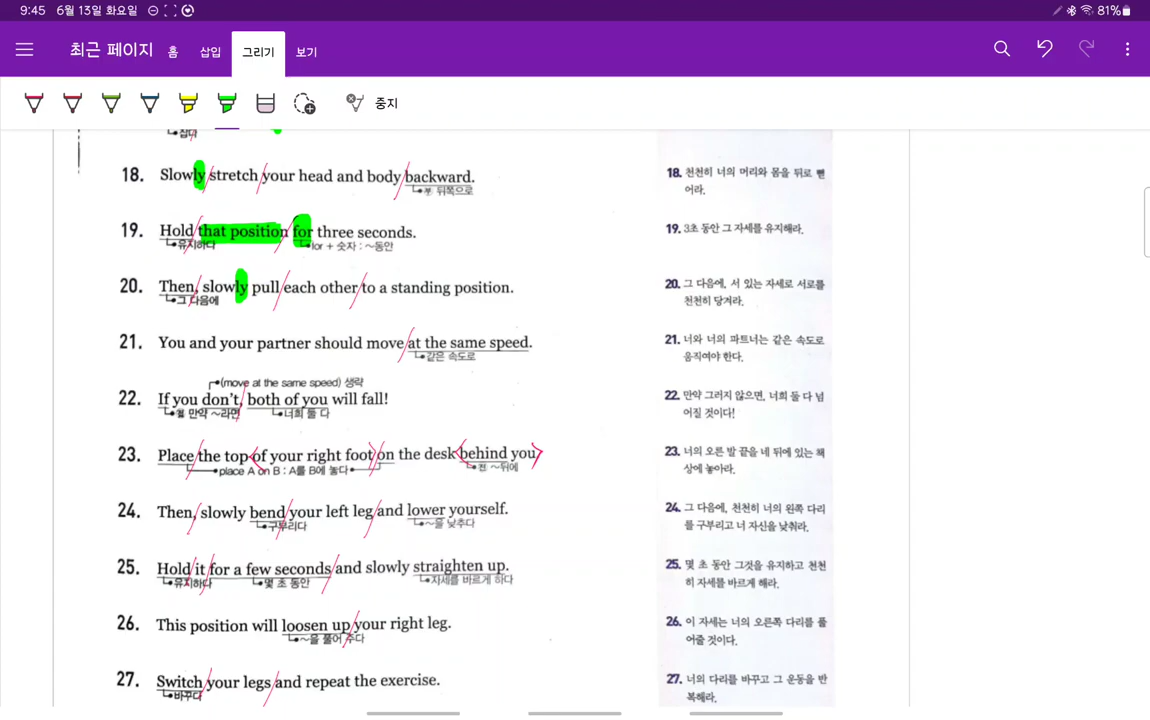 9:45 6월 13일 화요일 81%
최근 페이지 홈 삽입 그리기 보기
중지
잡다
18. Slowly stretch your head and body backward.
부 뒤쪽으로
18. 천천히 너의 머리와 몸을 뒤로 뻗
어라.
19. Hold that position for three seconds.
유지하다 for + 숫자 : ~동안
19. 3초 동안 그 자세를 유지해라.
20. Then, slowly pull each other to a standing position.
그 다음에
20. 그 다음에, 서 있는 자세로 서로를
천천히 당겨라.
21. You and your partner should move at the same speed.
같은 속도로
21. 너와 너의 파트너는 같은 속도로
움직여야 한다.
(move at the same speed) 생략
22. If you don't, both of you will fall!
접 만약 ~라면 너희 둘 다
22. 만약 그러지 않으면, 너희 둘 다 넘
어질 것이다!
23. Place the top of your right foot on the desk behind you
place A on B : A를 B에 놓다 전 ~뒤에
23. 너의 오른 발 끝을 네 뒤에 있는 책
상에 놓아라.
24. Then, slowly bend your left leg and lower yourself.
구부리다 ~을 낮추다
24. 그 다음에, 천천히 너의 왼쪽 다리
를 구부리고 너 자신을 낮춰라.
25. Hold it for a few seconds and slowly straighten up.
유지하다 몇 초 동안 자세를 바르게 하다
25. 몇 초 동안 그것을 유지하고 천천
히 자세를 바르게 해라.
26. This position will loosen up your right leg.
~을 풀어 주다
26. 이 자세는 너의 오른쪽 다리를 풀
어줄 것이다.
27. Switch your legs and repeat the exercise.
바꾸다
27. 너의 다리를 바꾸고 그 운동을 반
복해라.